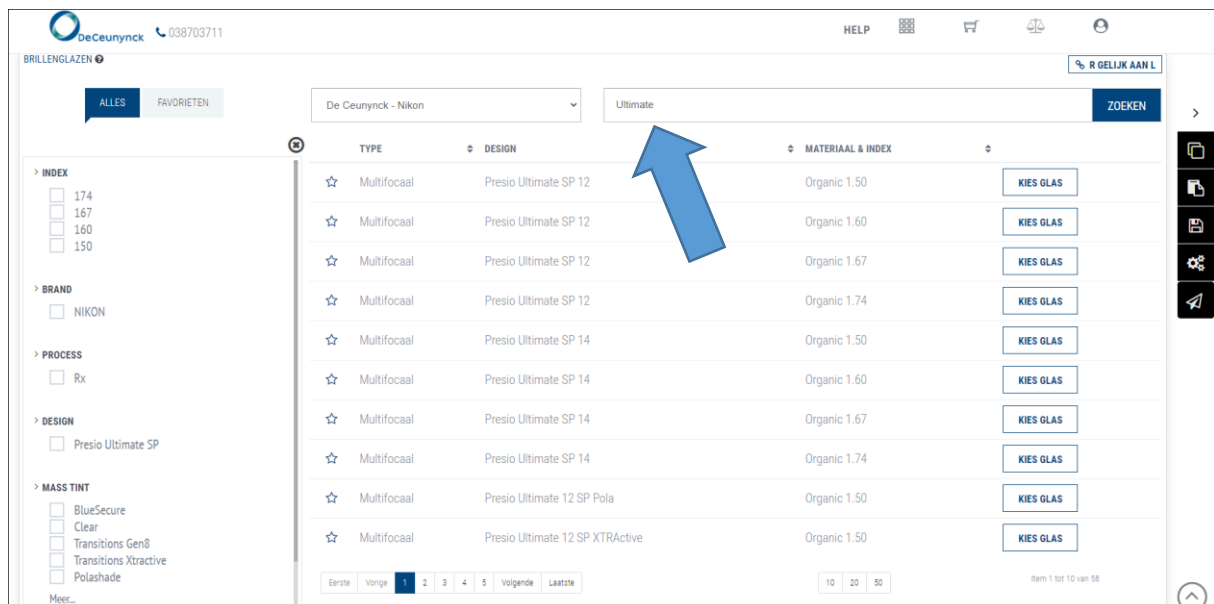 DeCeunynck 038703711 HELP
BRILLENGLAZEN
R GELIJK AAN L
ALLES FAVORIETEN
De Ceunynck - Nikon Ultimate ZOEKEN
TYPE DESIGN MATERIAAL & INDEX
Multifocaal Presio Ultimate SP 12 Organic 1.50 KIES GLAS
Multifocaal Presio Ultimate SP 12 Organic 1.60 KIES GLAS
Multifocaal Presio Ultimate SP 12 Organic 1.67 KIES GLAS
Multifocaal Presio Ultimate SP 12 Organic 1.74 KIES GLAS
Multifocaal Presio Ultimate SP 14 Organic 1.50 KIES GLAS
Multifocaal Presio Ultimate SP 14 Organic 1.60 KIES GLAS
Multifocaal Presio Ultimate SP 14 Organic 1.67 KIES GLAS
Multifocaal Presio Ultimate SP 14 Organic 1.74 KIES GLAS
Multifocaal Presio Ultimate 12 SP Pola Organic 1.50 KIES GLAS
Multifocaal Presio Ultimate 12 SP XTRActive Organic 1.50 KIES GLAS
Eerste Vorige 1 2 3 4 5 Volgende Laatste 10 20 50 Item 1 tot 10 van 58
> INDEX
174
167
160
150
> BRAND
NIKON
> PROCESS
Rx
> DESIGN
Presio Ultimate SP
> MASS TINT
BlueSecure
Clear
Transitions Gen8
Transitions Xtractive
Polashade
Meer...